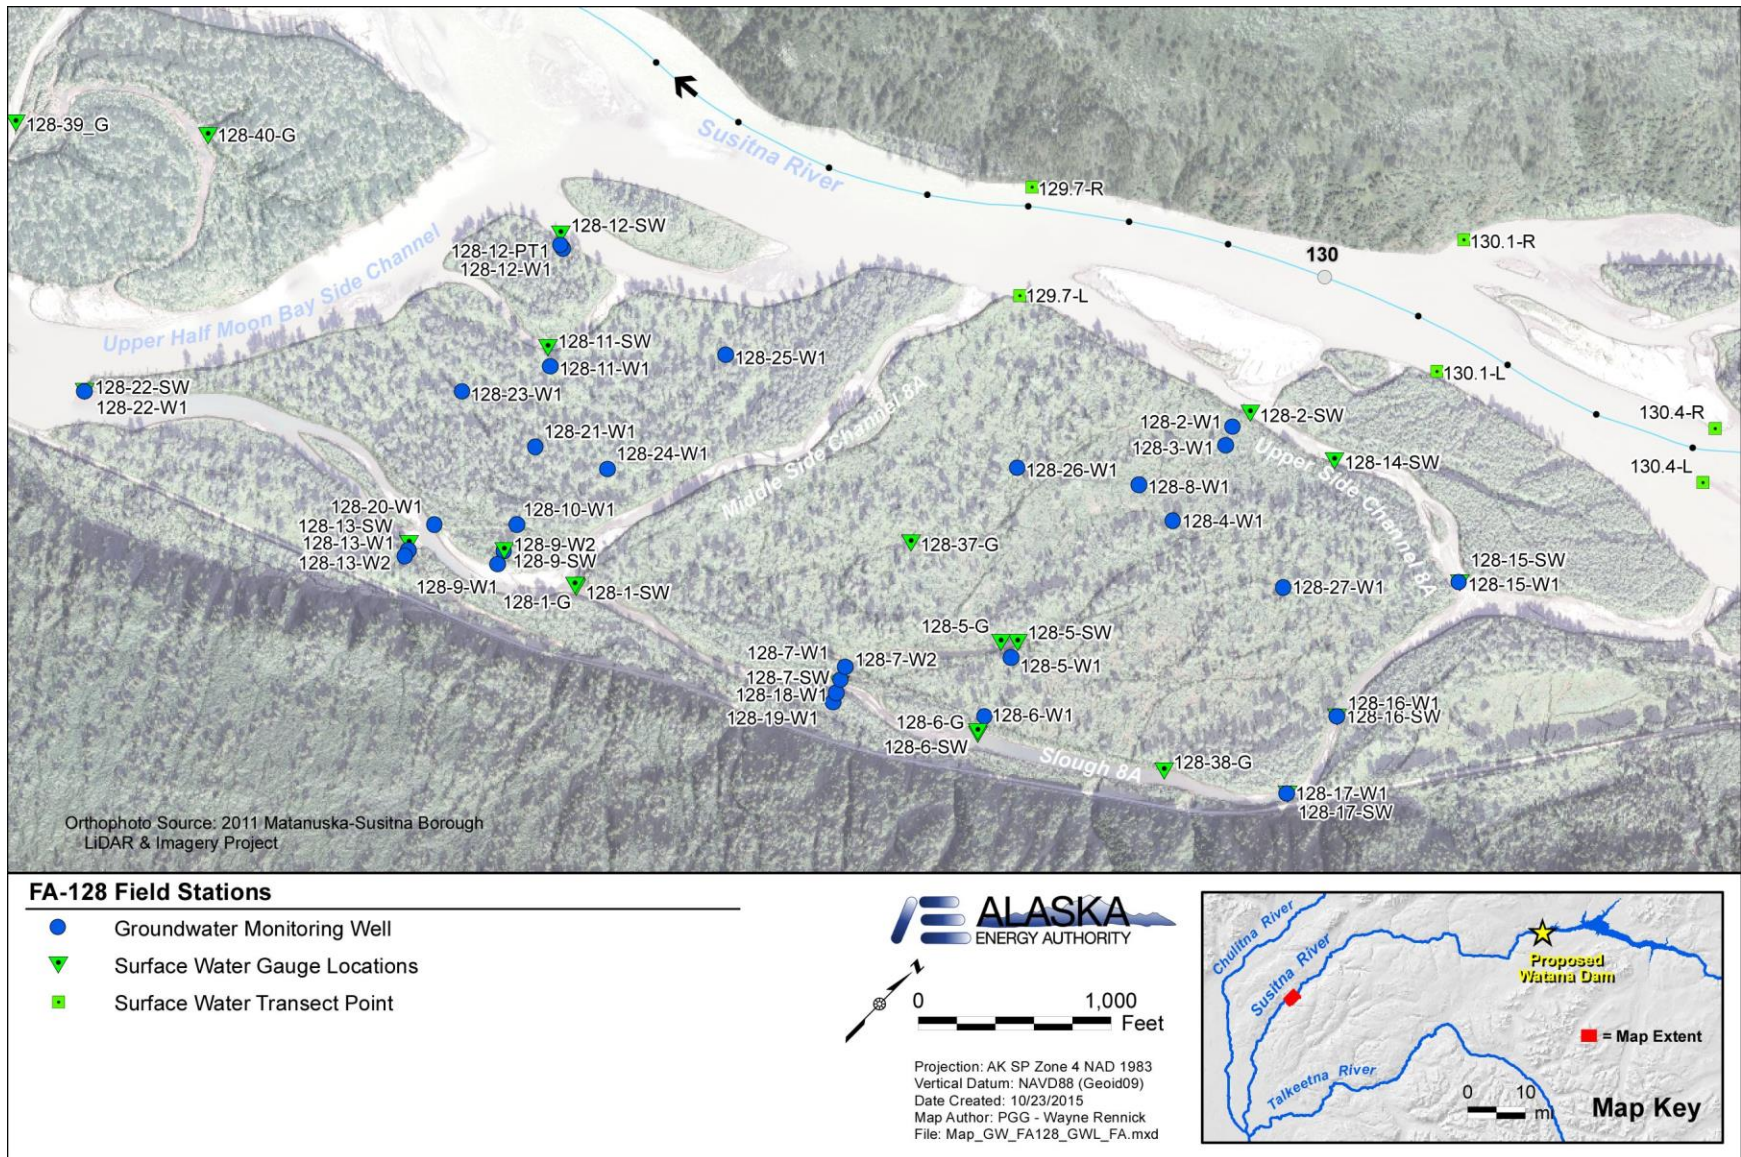 128-39_G
128-40-G
Susitna River
129.7-R
128-12-SW
128-12-PT1
128-12-W1
130.1-R
130
Upper Half Moon Bay Side Channel
129.7-L
128-11-SW
128-11-W1
128-25-W1
130.1-L
128-22-SW
128-22-W1
128-23-W1
Middle Side Channel 8A
128-2-SW
128-2-W1
130.4-R
128-21-W1
128-3-W1
Upper Side Channel 8A
128-24-W1
128-26-W1
128-14-SW
130.4-L
128-8-W1
128-20-W1
128-10-W1
128-4-W1
128-13-SW
128-13-W1
128-9-W2
128-37-G
128-13-W2
128-9-SW
128-15-SW
128-9-W1
128-1-SW
128-27-W1
128-15-W1
128-1-G
128-5-G
128-5-SW
128-7-W1
128-7-W2
128-5-W1
128-7-SW
128-18-W1
128-16-W1
128-19-W1
128-6-G
128-6-W1
128-16-SW
128-6-SW
Slough 8A
128-38-G
128-17-W1
128-17-SW
Orthophoto Source: 2011 Matanuska-Susitna Borough
LiDAR & Imagery Project
FA-128 Field Stations
Groundwater Monitoring Well
Surface Water Gauge Locations
Surface Water Transect Point
ALASKA
ENERGY AUTHORITY
N
0 1,000
Feet
Projection: AK SP Zone 4 NAD 1983
Vertical Datum: NAVD88 (Geoid09)
Date Created: 10/23/2015
Map Author: PGG - Wayne Rennick
File: Map_GW_FA128_GWL_FA.mxd
Chulitna River
Susitna River
Proposed
Watana Dam
= Map Extent
Talkeetna River
0 10
mi
Map Key